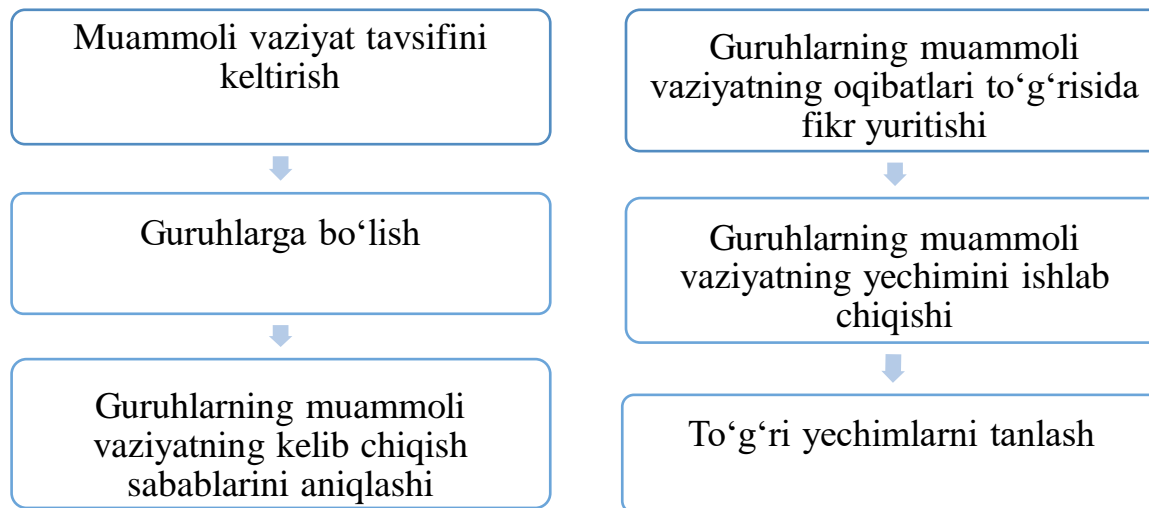 Muammoli vaziyat tavsifini
keltirish
Guruhlarga bo‘lish
Guruhlarning muammoli
vaziyatning kelib chiqish
sabablarini aniqlashi
Guruhlarning muammoli
vaziyatning oqibatlari to‘g‘risida
fikr yuritishi
Guruhlarning muammoli
vaziyatning yechimini ishlab
chiqishi
To‘g‘ri yechimlarni tanlash